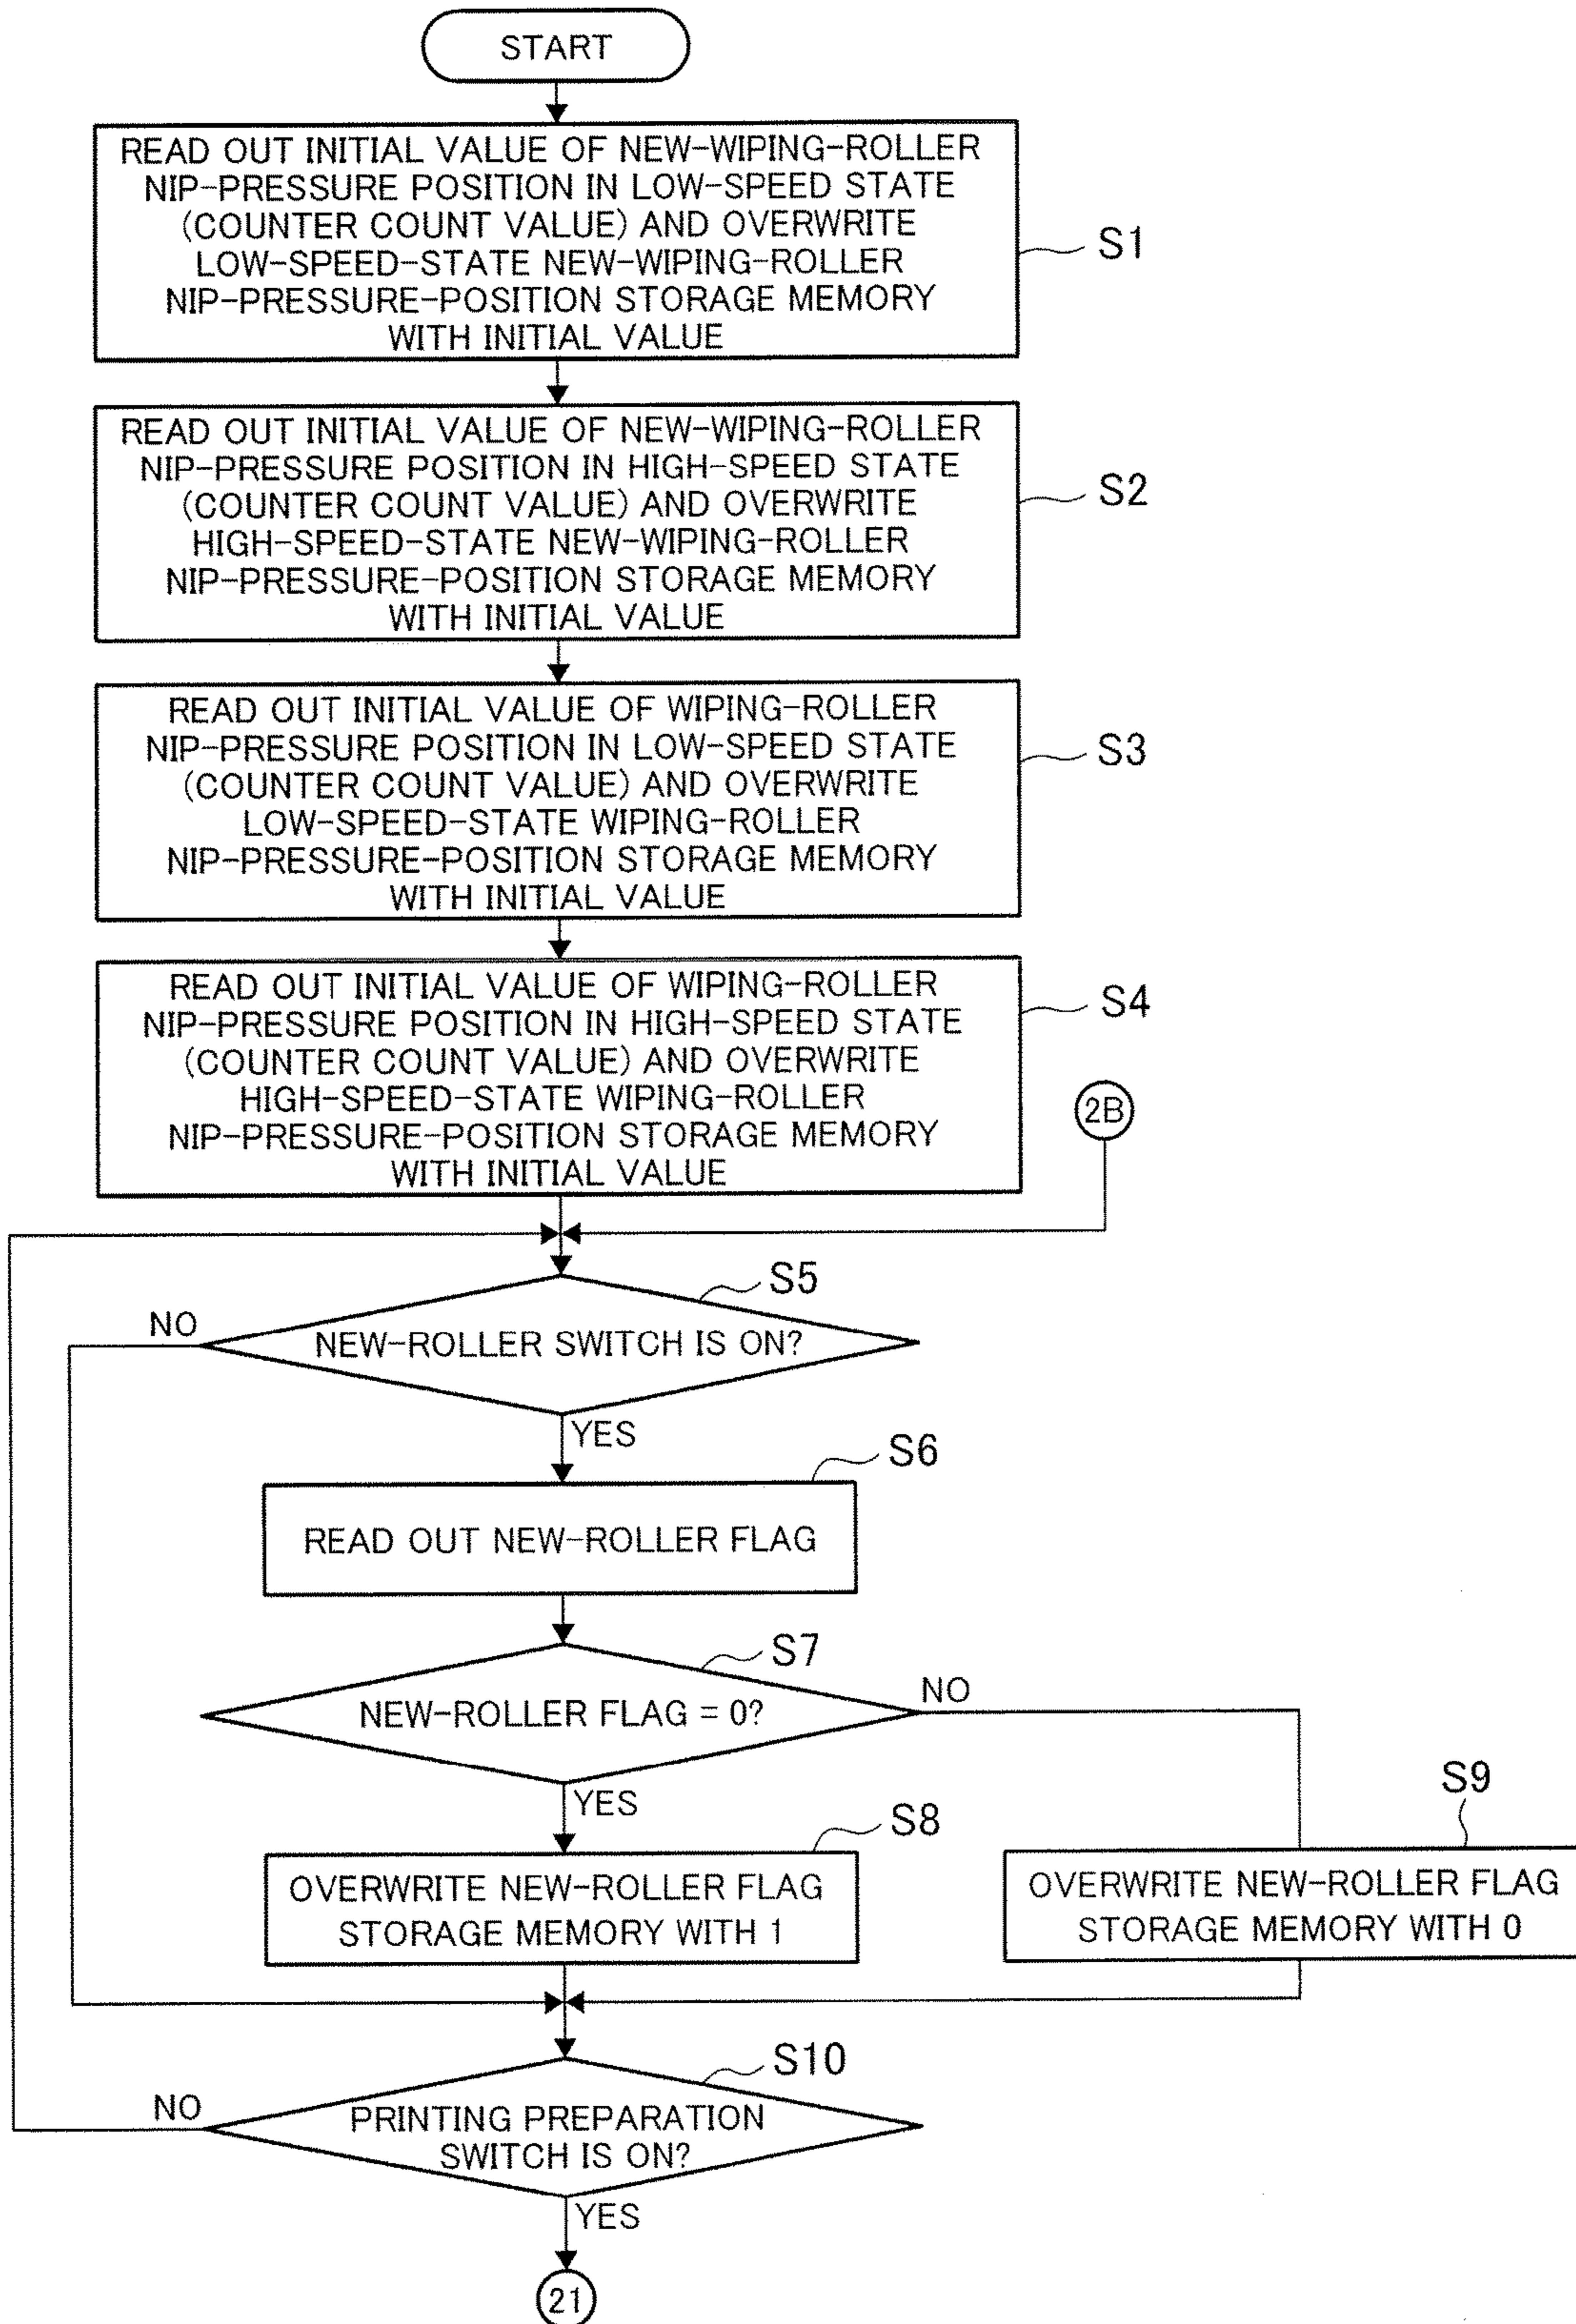 START
READ OUT INITIAL VALUE OF NEW-WIPING-ROLLER
NIP-PRESSURE POSITION IN LOW-SPEED STATE
(COUNTER COUNT VALUE) AND OVERWRITE
LOW-SPEED-STATE NEW-WIPING-ROLLER
NIP-PRESSURE-POSITION STORAGE MEMORY
WITH INITIAL VALUE
S1
READ OUT INITIAL VALUE OF NEW-WIPING-ROLLER
NIP-PRESSURE POSITION IN HIGH-SPEED STATE
(COUNTER COUNT VALUE) AND OVERWRITE
HIGH-SPEED-STATE NEW-WIPING-ROLLER
NIP-PRESSURE-POSITION STORAGE MEMORY
WITH INITIAL VALUE
S2
READ OUT INITIAL VALUE OF WIPING-ROLLER
NIP-PRESSURE POSITION IN LOW-SPEED STATE
(COUNTER COUNT VALUE) AND OVERWRITE
LOW-SPEED-STATE WIPING-ROLLER
NIP-PRESSURE-POSITION STORAGE MEMORY
WITH INITIAL VALUE
S3
READ OUT INITIAL VALUE OF WIPING-ROLLER
NIP-PRESSURE POSITION IN HIGH-SPEED STATE
(COUNTER COUNT VALUE) AND OVERWRITE
HIGH-SPEED-STATE WIPING-ROLLER
NIP-PRESSURE-POSITION STORAGE MEMORY
WITH INITIAL VALUE
S4
2B
S5
NO
NEW-ROLLER SWITCH IS ON?
YES
S6
READ OUT NEW-ROLLER FLAG
S7
NEW-ROLLER FLAG = 0?
NO
YES
S8
OVERWRITE NEW-ROLLER FLAG
STORAGE MEMORY WITH 1
S9
OVERWRITE NEW-ROLLER FLAG
STORAGE MEMORY WITH 0
S10
NO
PRINTING PREPARATION
SWITCH IS ON?
YES
21